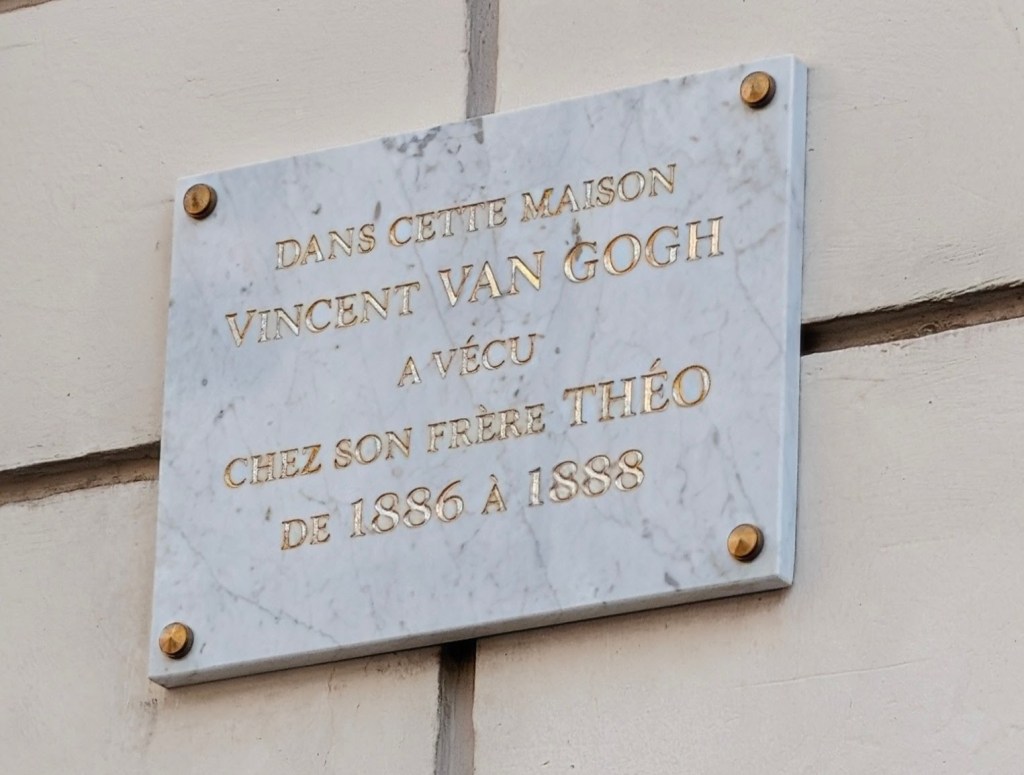 DANS CETTE MAISON
VINCENT VAN GOGH
A VÉCU
CHEZ SON FRÈRE THÉO
DE 1886 À 1888